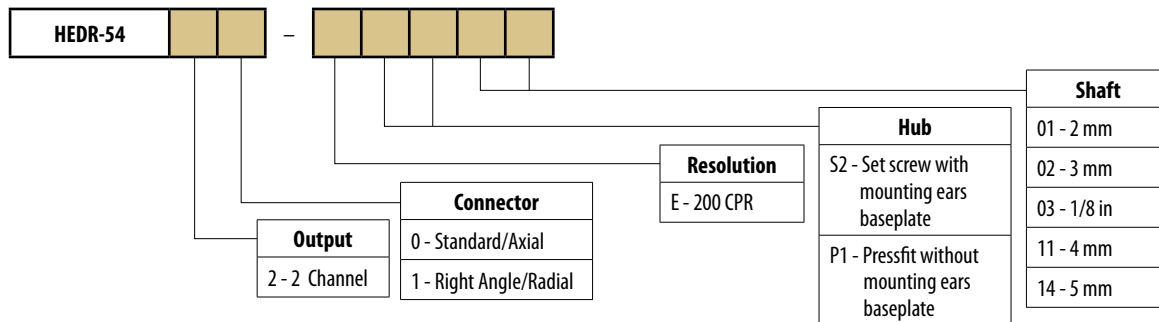 HEDR-54 –
Shaft
01 - 2 mm
02 - 3 mm
03 - 1/8 in
11 - 4 mm
14 - 5 mm
Hub
S2 - Set screw with
mounting ears
baseplate
P1 - Pressfit without
mounting ears
baseplate
Resolution
E - 200 CPR
Connector
0 - Standard/Axial
1 - Right Angle/Radial
Output
2 - 2 Channel